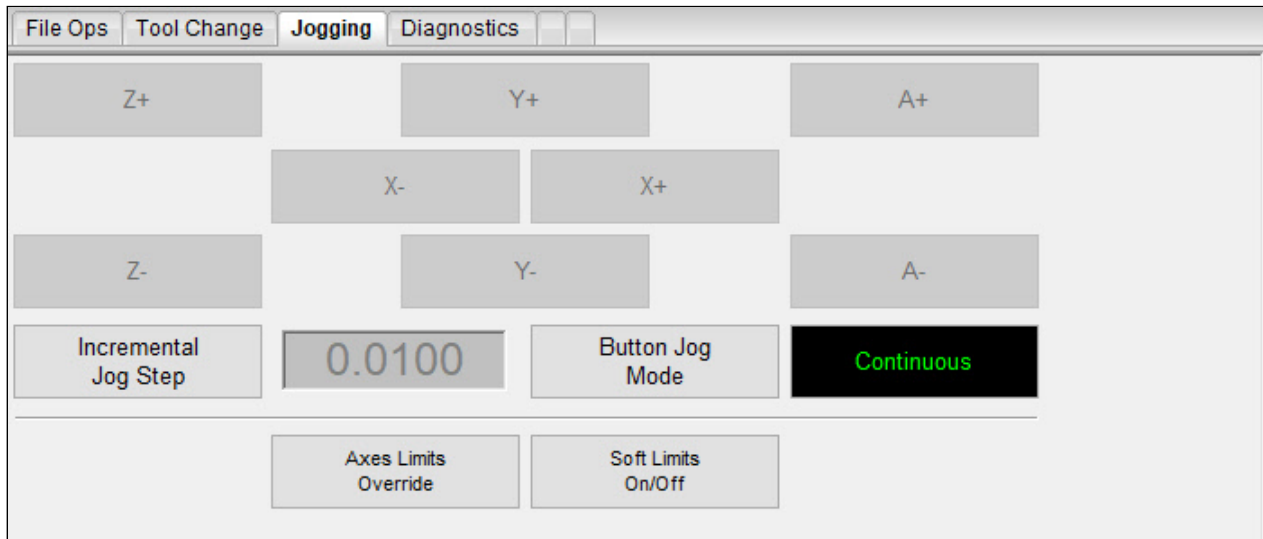 File Ops Tool Change Jogging Diagnostics
Z+ Y+ A+
X- X+
Z- Y- A-
Incremental
Jog Step
0.0100
Button Jog
Mode
Continuous
Axes Limits
Override
Soft Limits
On/Off